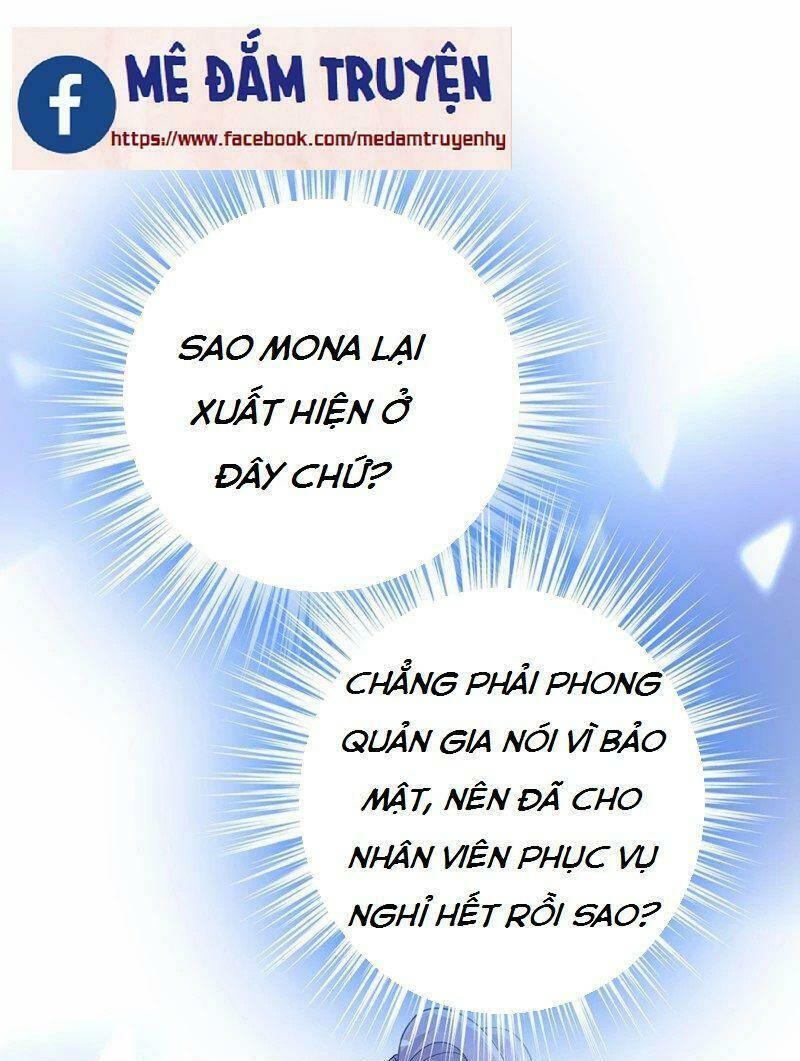 MÊ ĐẮM TRUYỆN
https://www.facebook.com/medamtruyenhy
SAO MONA LẠI
XUẤT HIỆN Ở
ĐÂY CHỨ?
CHẲNG PHẢI PHONG
QUẢN GIA NÓI VÌ BẢO
MẬT, NÊN ĐÃ CHO
NHÂN VIÊN PHỤC VỤ
NGHỈ HẾT RỒI SAO?